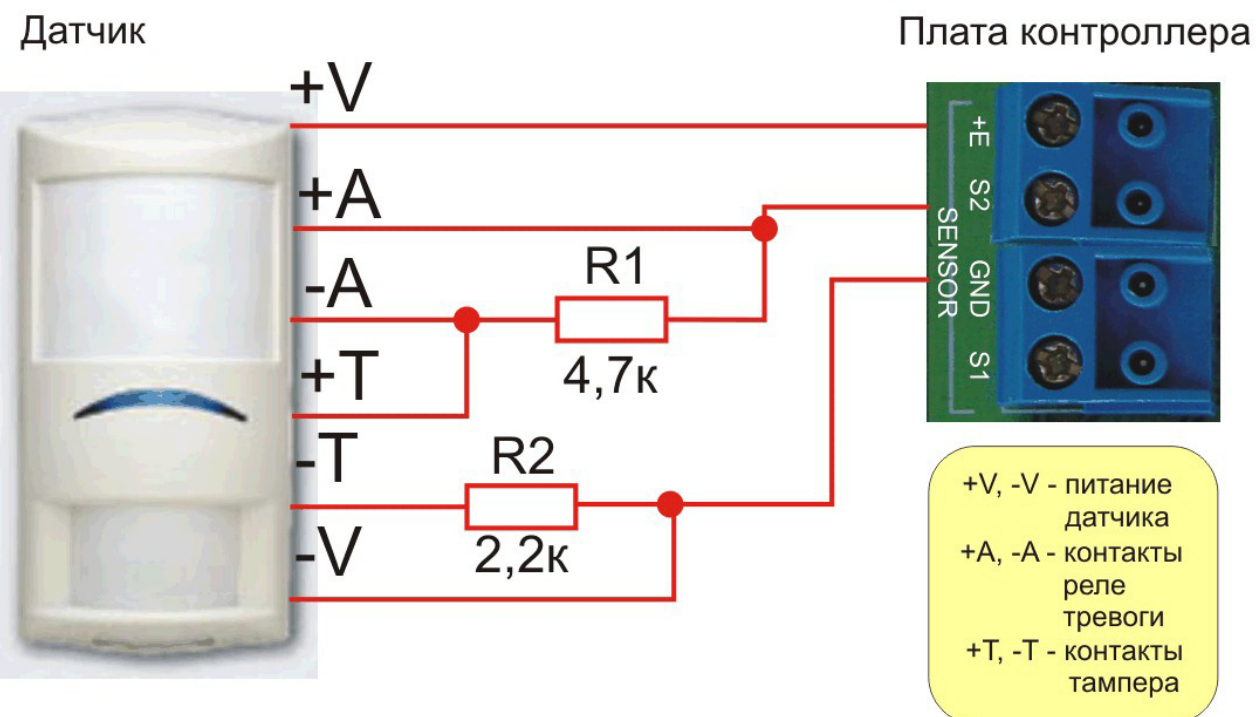 Датчик
Плата контроллера
+V
+A
-A
+T
-T
-V
R1
4,7к
R2
2,2к
+E
S2
GND
S1
SENSOR
+V, -V - питание
датчика
+A, -A - контакты
реле
тревоги
+T, -T - контакты
тампера